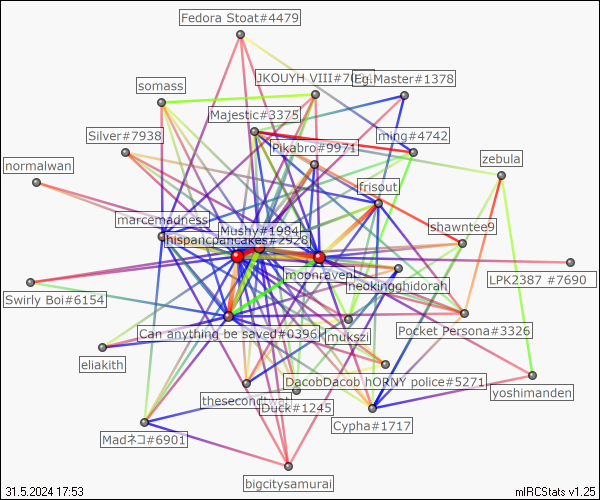 Fedora Stoat#4479
JKOUYH VIII#70
Eg.Master#1378
somass
Majestic#3375
Silver#7938
ming#4742
Pikabro#9971
zebula
normalwan
frisout
marcemadness
Mushy#1984
shawntee9
hispanicpancakes#2928
moonraven
LPK2387 #7690
neokingghidorah
Swirly Boi#6154
Can anything be saved#0396
mukszi
Pocket Persona#3326
eliakith
DacobDacob hORNY police#5271
yoshimanden
thesecondtwat
Duck#1245
Cypha#1717
Madネコ#6901
bigcitysamurai
31.5.2024 17:53
mIRCStats v1.25